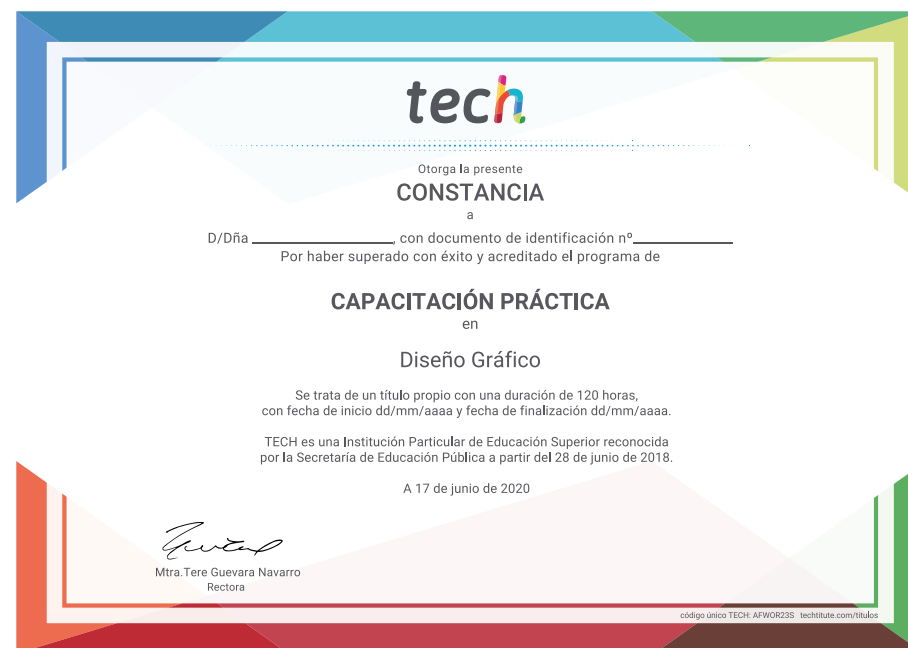 tech
Otorga la presente
CONSTANCIA
a
D/Dña ____________________, con documento de identificación nº______________
Por haber superado con éxito y acreditado el programa de
CAPACITACIÓN PRÁCTICA
en
Diseño Gráfico
Se trata de un título propio con una duración de 120 horas,
con fecha de inicio dd/mm/aaaa y fecha de finalización dd/mm/aaaa.
TECH es una Institución Particular de Educación Superior reconocida
por la Secretaría de Educación Pública a partir del 28 de junio de 2018.
A 17 de junio de 2020
Mtra.Tere Guevara Navarro
Rectora
código único TECH: AFWOR23S techtitute.com/títulos